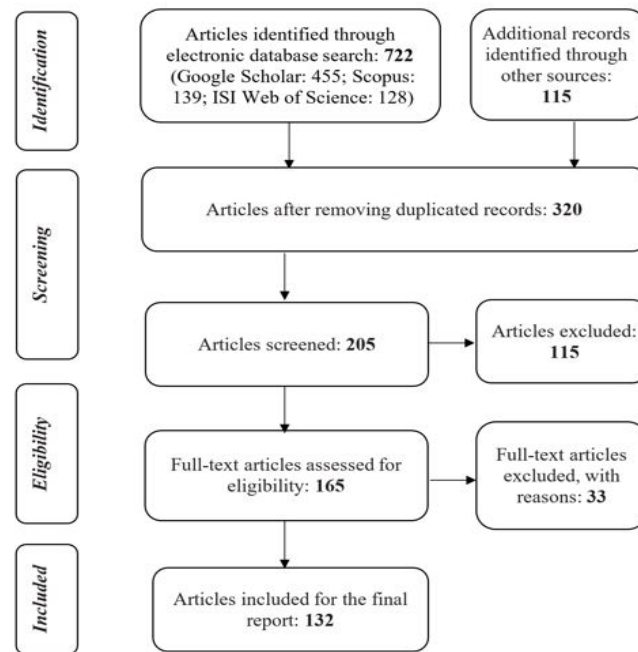 Identification
Articles identified through
electronic database search: 722
(Google Scholar: 455; Scopus:
139; ISI Web of Science: 128)
Additional records
identified through
other sources:
115
Screening
Articles after removing duplicated records: 320
Articles screened: 205
Articles excluded:
115
Eligibility
Full-text articles assessed for
eligibility: 165
Full-text articles
excluded, with
reasons: 33
Included
Articles included for the final
report: 132